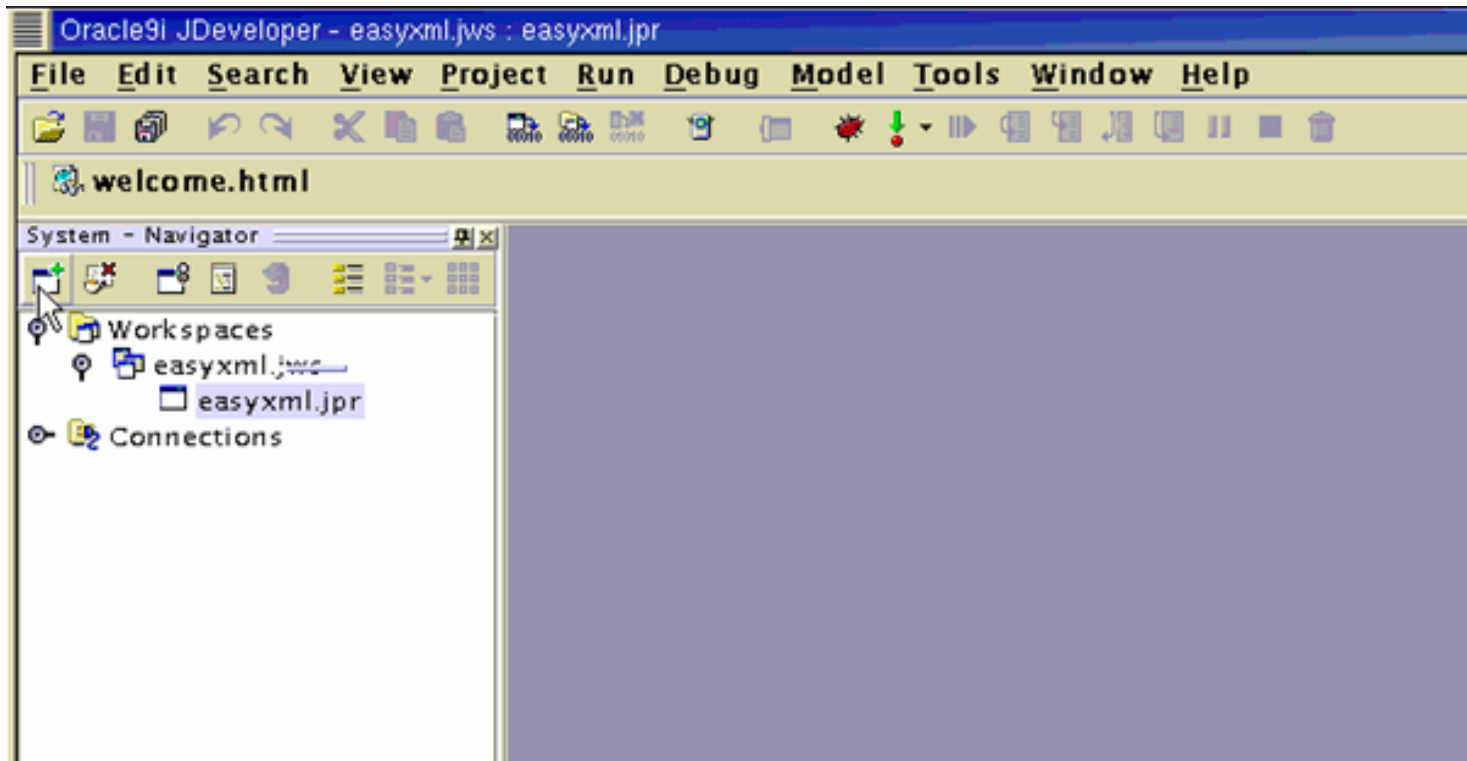 Oracle9i JDeveloper - easyxml.jws : easyxml.jpr
File Edit Search View Project Run Debug Model Tools Window Help
welcome.html
System - Navigator
Workspaces
easyxml.jws
easyxml.jpr
Connections